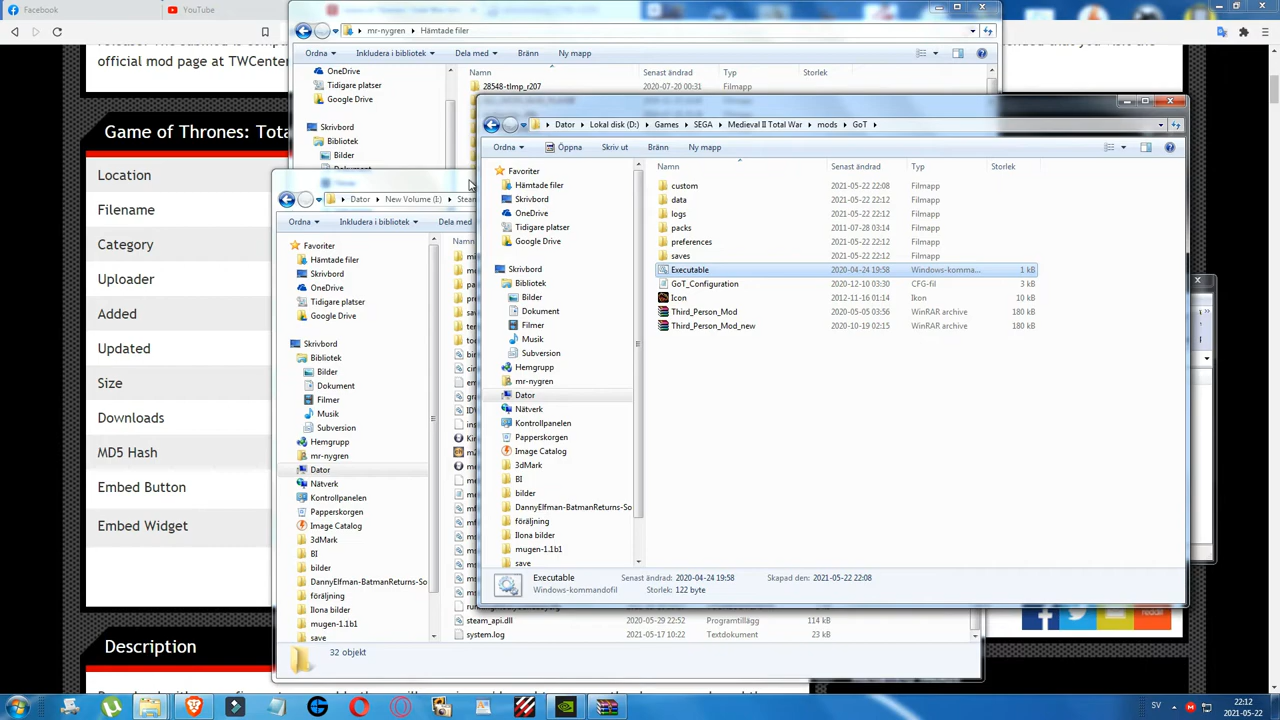 Facebook
YouTube
official mod page at TWCenter
Game of Thrones: Tota
Location
Filename
Category
Uploader
Added
Updated
Size
Downloads
MD5 Hash
Embed Button
Embed Widget
Description
mr-nygren Hämtade filer
Ordna Inkludera i bibliotek Dela med Bränn Ny mapp
Namn Senast ändrad Typ Storlek
OneDrive
Tidigare platser
Google Drive
Skrivbord
Bibliotek
Bilder
28548-tlmp_r207 2020-07-20 00:31 Filmapp
Dator New Volume (I:) Stea
Ordna Inkludera i bibliotek Dela med
Favoriter
Hämtade filer
Skrivbord
OneDrive
Tidigare platser
Google Drive
Skrivbord
Bibliotek
Bilder
Dokument
Filmer
Musik
Subversion
Hemgrupp
mr-nygren
Dator
Nätverk
Kontrollpanelen
Papperskorgen
Image Catalog
3dMark
BI
bilder
DannyElfman-BatmanReturns-So
försäljning
Ilona bilder
mugen-1.1b1
save
steam_api.dll 2020-05-29 22:52 Programtillägg 114 kB
system.log 2021-05-17 10:22 Textdokument 23 kB
32 objekt
Dator Lokal disk (D:) Games SEGA Medieval II Total War mods GoT
Ordna Öppna Skriv ut Bränn Ny mapp
Namn Senast ändrad Typ Storlek
Favoriter
Hämtade filer
Skrivbord
OneDrive
Tidigare platser
Google Drive
Skrivbord
Bibliotek
Bilder
Dokument
Filmer
Musik
Subversion
Hemgrupp
mr-nygren
Dator
Nätverk
Kontrollpanelen
Papperskorgen
Image Catalog
3dMark
BI
bilder
DannyElfman-BatmanReturns-So
försäljning
Ilona bilder
mugen-1.1b1
save
custom 2021-05-22 22:08 Filmapp
data 2021-05-22 22:12 Filmapp
logs 2021-05-22 22:12 Filmapp
packs 2011-07-28 03:14 Filmapp
preferences 2021-05-22 22:12 Filmapp
saves 2021-05-22 22:12 Filmapp
Executable 2020-04-24 19:58 Windows-komma... 1 kB
GoT_Configuration 2020-12-10 03:30 CFG-fil 3 kB
Icon 2012-11-16 01:14 Ikon 10 kB
Third_Person_Mod 2020-05-05 03:56 WinRAR archive 180 kB
Third_Person_Mod_new 2020-10-19 02:15 WinRAR archive 180 kB
Executable Senast ändrad: 2020-04-24 19:58 Skapad den: 2021-05-22 22:08
Windows-kommandofil Storlek: 122 byte
reddit
SV 22:12
2021-05-22